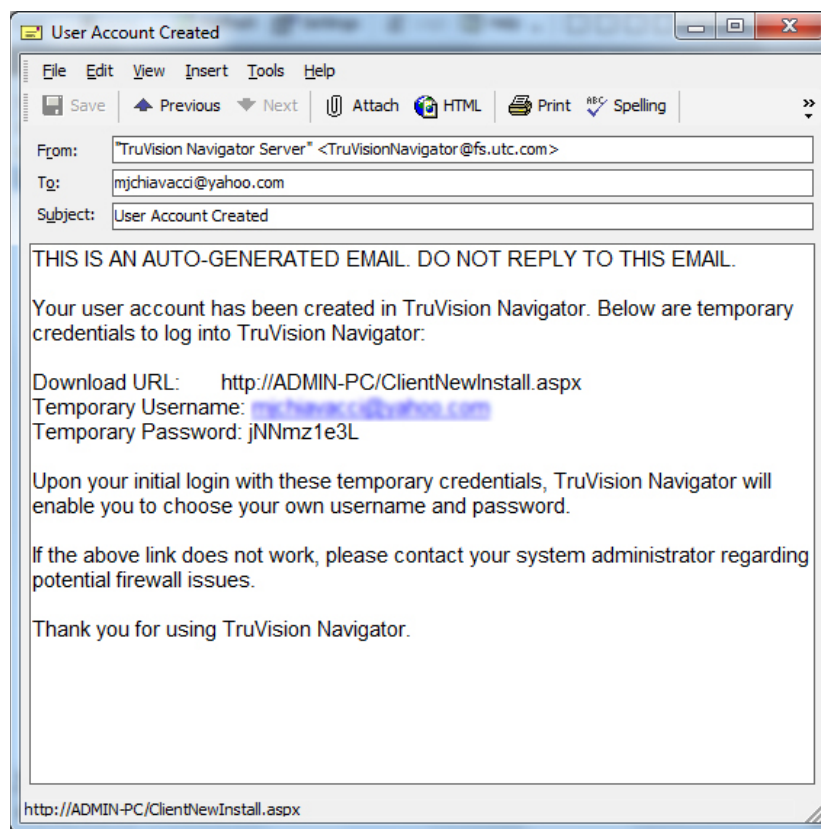 User Account Created
File Edit View Insert Tools Help
Save Previous Next Attach HTML Print ABC Spelling »
From: "TruVision Navigator Server" <TruVisionNavigator@fs.utc.com>
To: mjchiavacci@yahoo.com
Subject: User Account Created
THIS IS AN AUTO-GENERATED EMAIL. DO NOT REPLY TO THIS EMAIL.
Your user account has been created in TruVision Navigator. Below are temporary
credentials to log into TruVision Navigator:
Download URL: http://ADMIN-PC/ClientNewInstall.aspx
Temporary Username:
Temporary Password: jNNmz1e3L
Upon your initial login with these temporary credentials, TruVision Navigator will
enable you to choose your own username and password.
If the above link does not work, please contact your system administrator regarding
potential firewall issues.
Thank you for using TruVision Navigator.
http://ADMIN-PC/ClientNewInstall.aspx